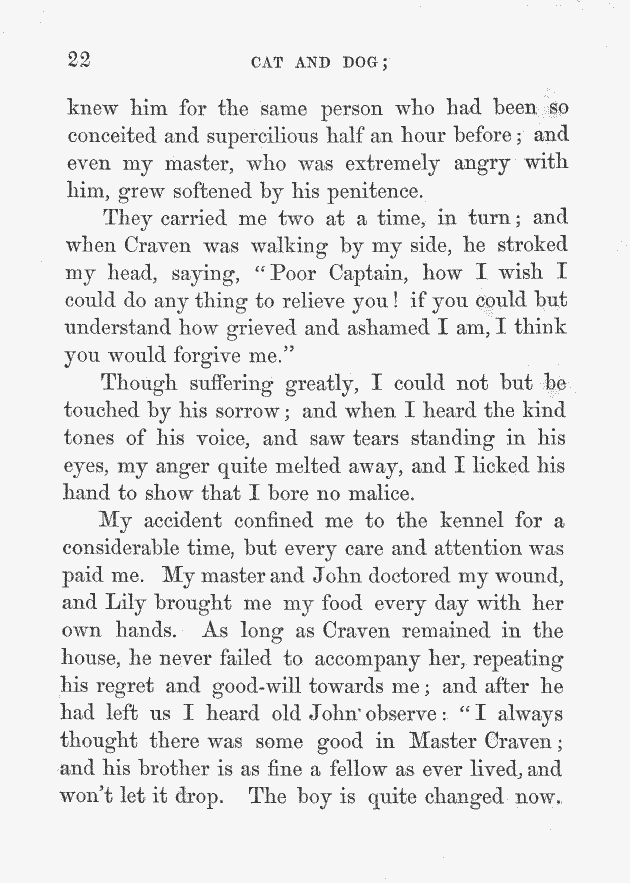 22 CAT AND DOG;
knew him for the same person who had been so
conceited and supercilious half an hour before; and
even my master, who was extremely angry with
him, grew softened by his penitence.
They carried me two at a time, in turn; and
when Craven was walking by my side, he stroked
my head, saying, “Poor Captain, how I wish I
could do any thing to relieve you! if you could but
understand how grieved and ashamed I am, I think
you would forgive me.”
Though suffering greatly, I could not but be
touched by his sorrow; and when I heard the kind
tones of his voice, and saw tears standing in his
eyes, my anger quite melted away, and I licked his
hand to show that I bore no malice.
My accident confined me to the kennel for a
considerable time, but every care and attention was
paid me. My master and John doctored my wound,
and Lily brought me my food every day with her
own hands. As long as Craven remained in the
house, he never failed to accompany her, repeating
his regret and good-will towards me; and after he
had left us I heard old John observe: “I always
thought there was some good in Master Craven;
and his brother is as fine a fellow as ever lived, and
won’t let it drop. The boy is quite changed now.